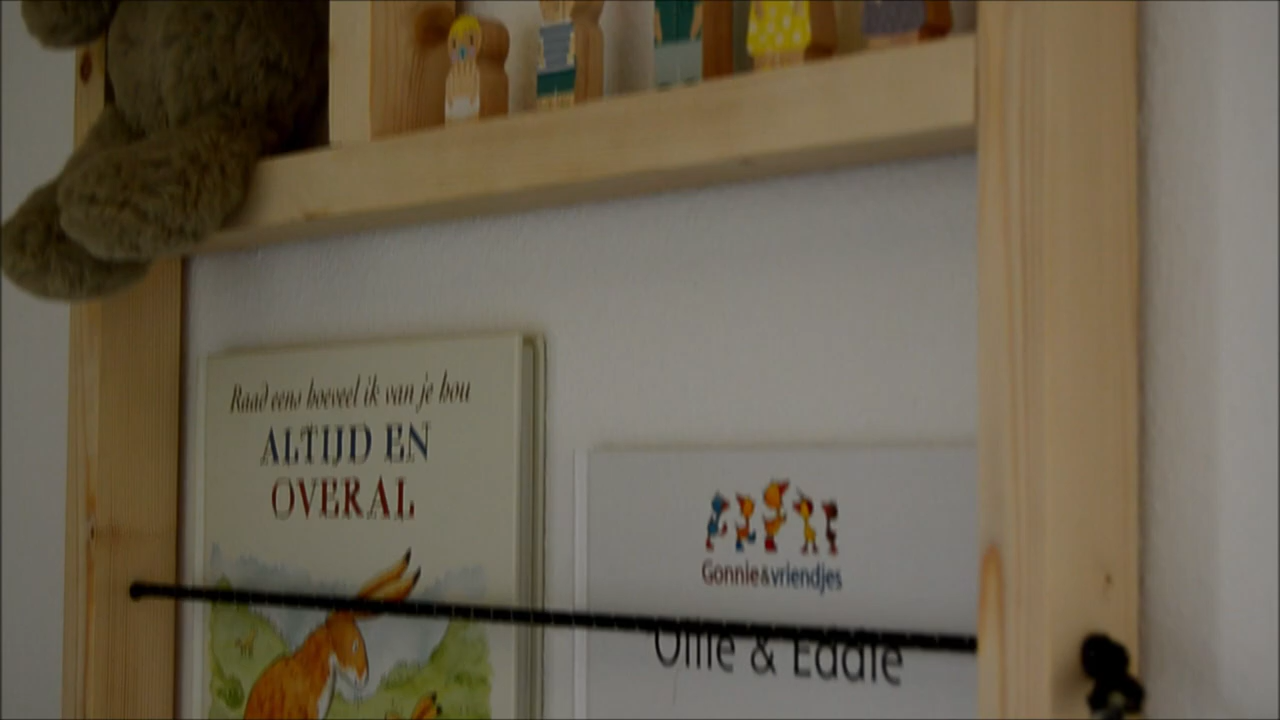 Raad eens hoeveel ik van je hou
ALTIJD EN
OVERAL
Gonnie&vriendjes
Ollie & Eddie